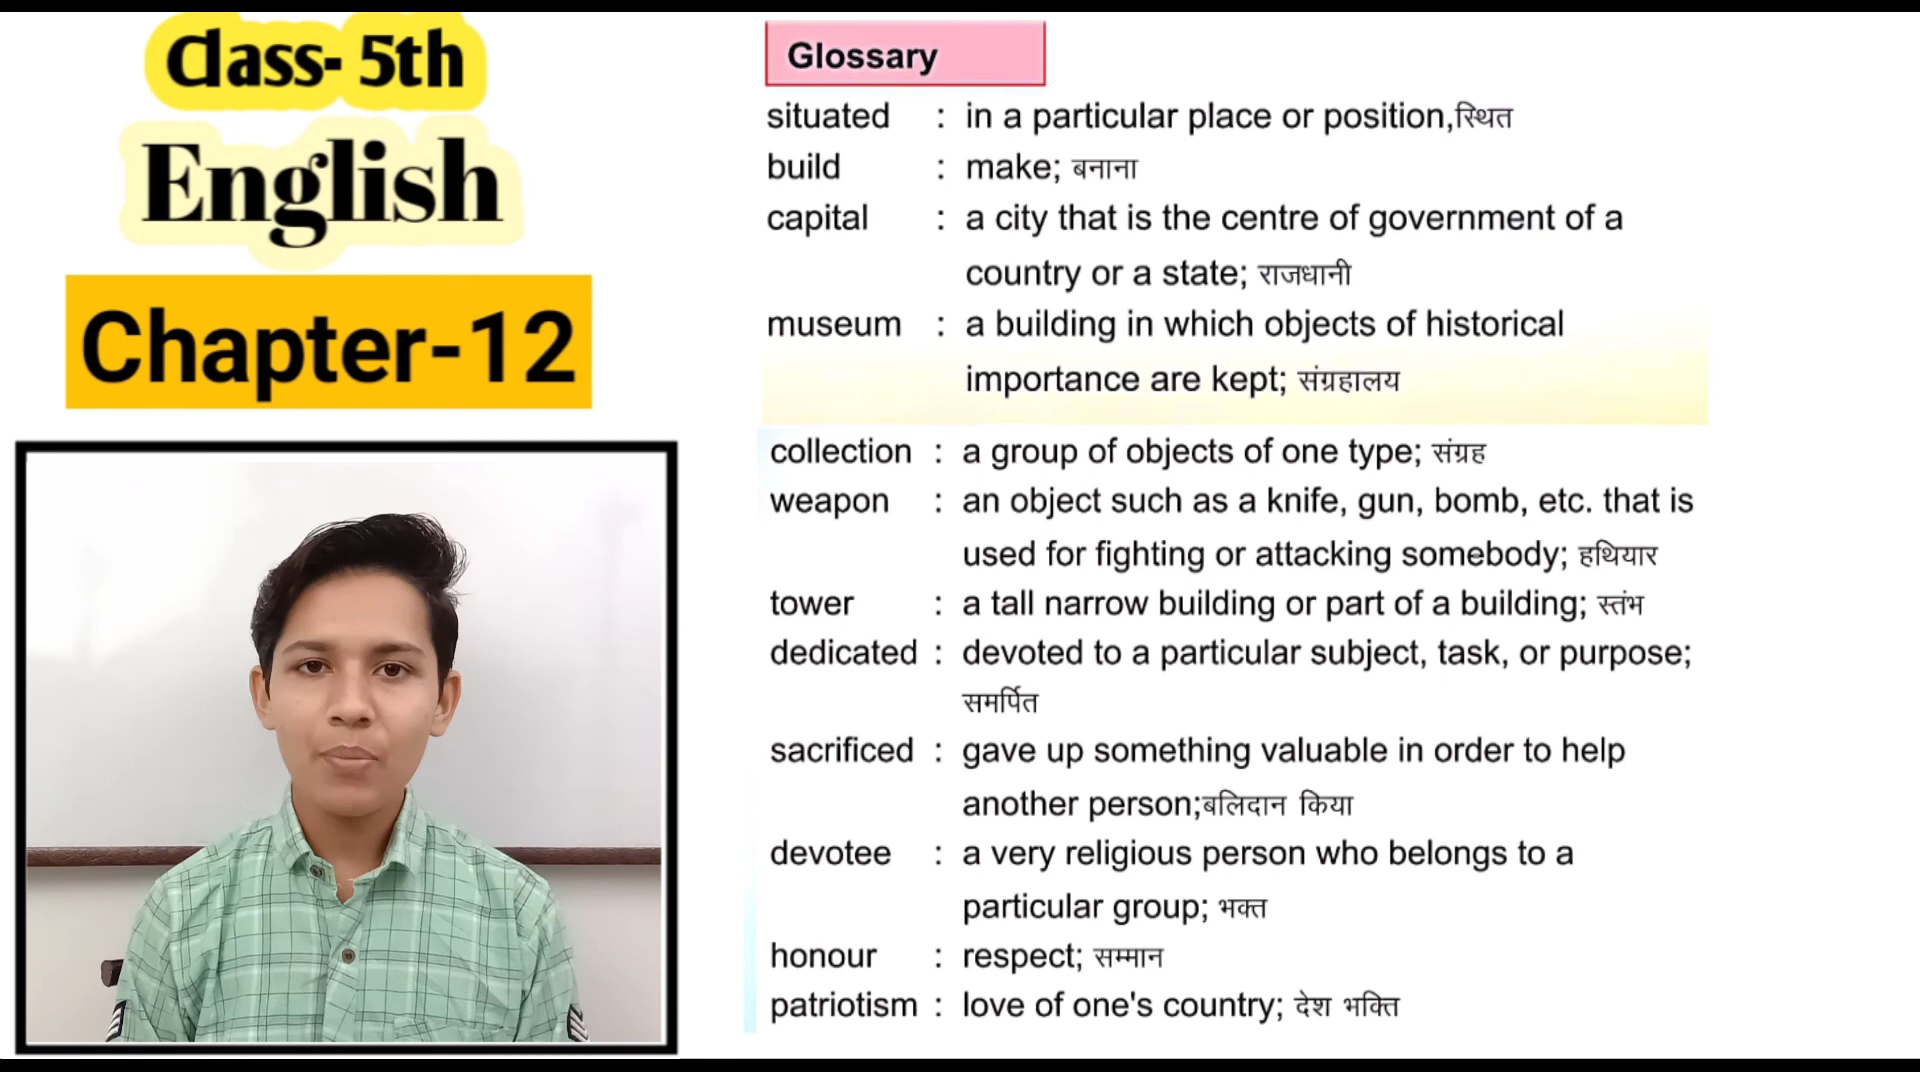 Class- 5th
English
Chapter-12
Glossary
situated : in a particular place or position,स्थित
build : make; बनाना
capital : a city that is the centre of government of a
country or a state; राजधानी
museum : a building in which objects of historical
importance are kept; संग्रहालय
collection : a group of objects of one type; संग्रह
weapon : an object such as a knife, gun, bomb, etc. that is
used for fighting or attacking somebody; हथियार
tower : a tall narrow building or part of a building; स्तंभ
dedicated : devoted to a particular subject, task, or purpose;
समर्पित
sacrificed : gave up something valuable in order to help
another person;बलिदान किया
devotee : a very religious person who belongs to a
particular group; भक्त
honour : respect; सम्मान
patriotism : love of one's country; देश भक्ति